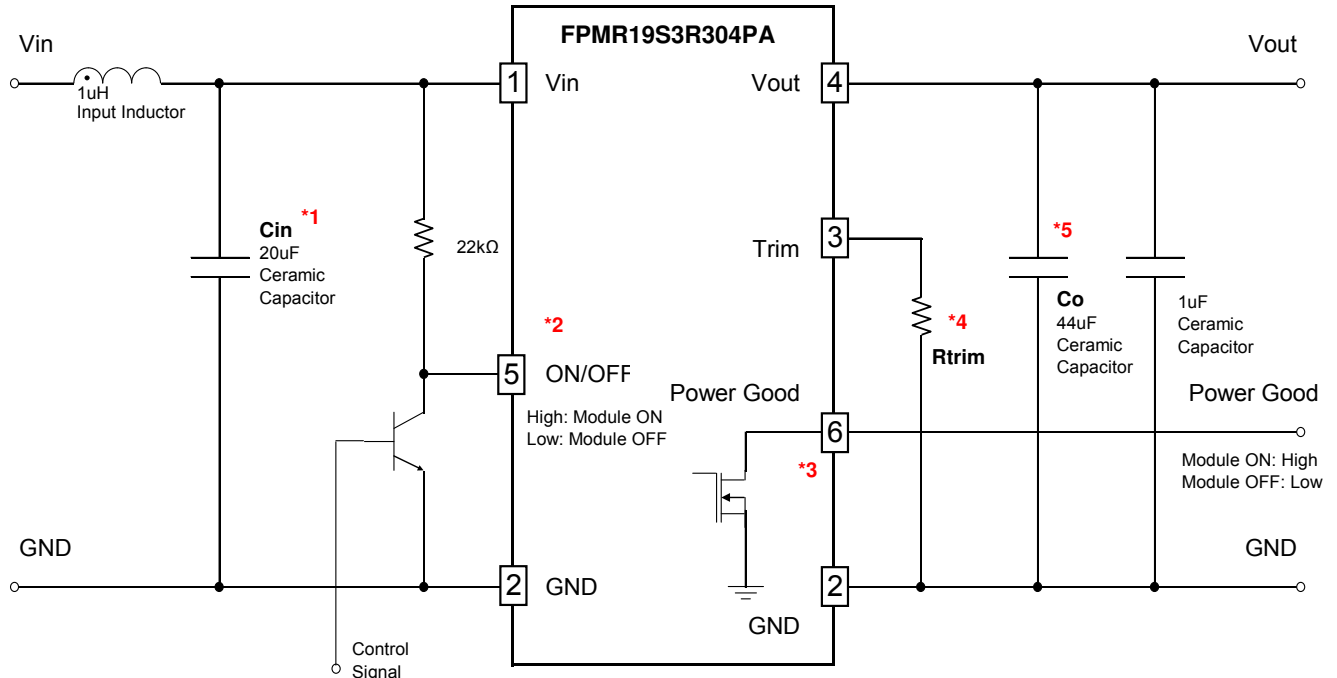 FPMR19S3R304PA
Vin
Vout
1
Vin
Vout
4
1uH
Input Inductor
Cin *1
20uF
Ceramic
Capacitor
22kΩ
3
Trim
*4
Rtrim
*5
Co
44uF
Ceramic
Capacitor
1uF
Ceramic
Capacitor
*2
5
ON/OFF
High: Module ON
Low: Module OFF
Power Good
6
*3
Power Good
Module ON: High
Module OFF: Low
GND
2
GND
GND
2
GND
Control
Signal